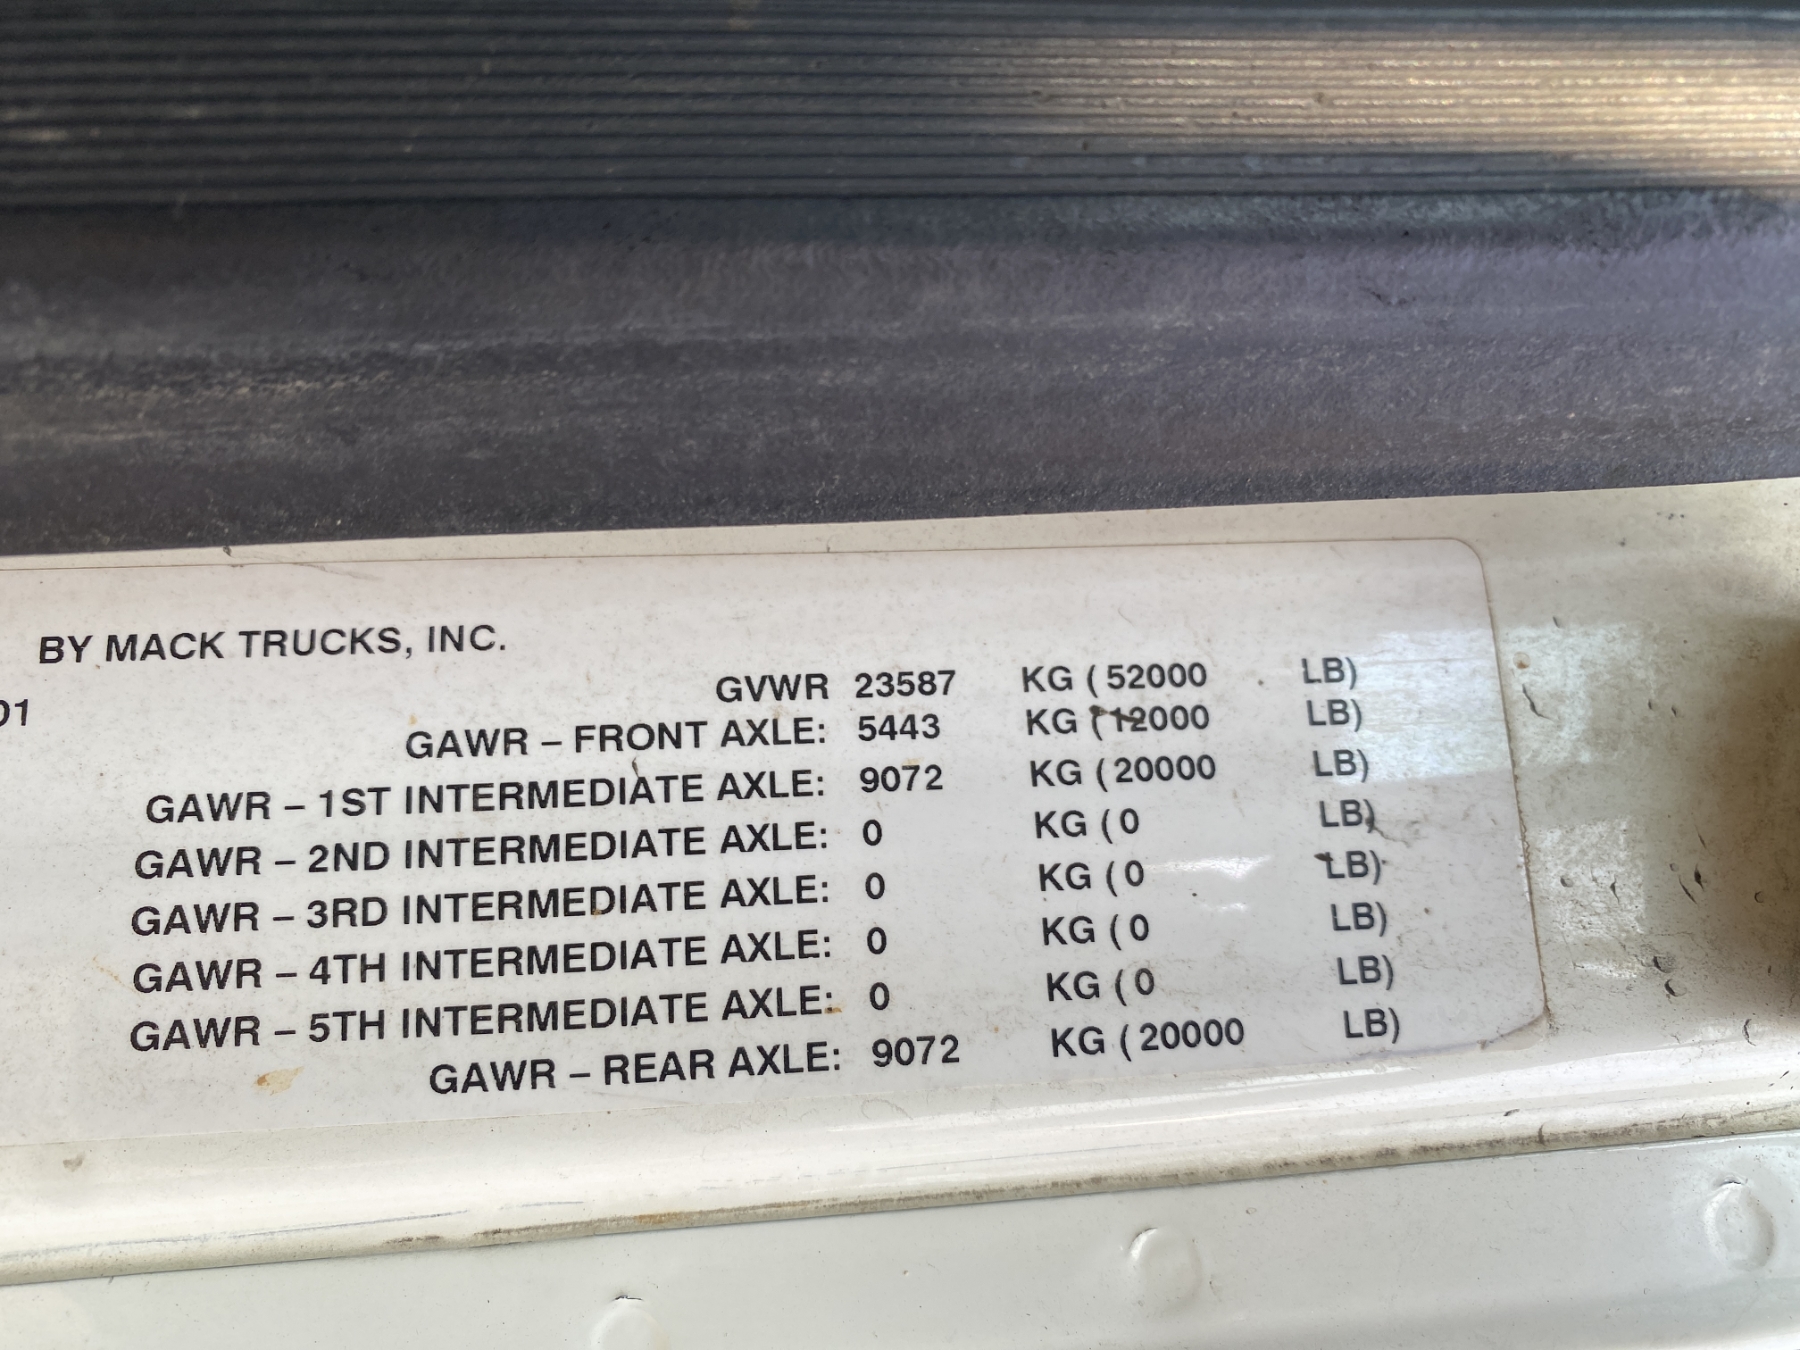 BY MACK TRUCKS, INC.
01
GVWR 23587 KG ( 52000 LB)
GAWR – FRONT AXLE: 5443 KG ( 12000 LB)
GAWR – 1ST INTERMEDIATE AXLE: 9072 KG ( 20000 LB)
GAWR – 2ND INTERMEDIATE AXLE: 0 KG ( 0 LB)
GAWR – 3RD INTERMEDIATE AXLE: 0 KG ( 0 LB)
GAWR – 4TH INTERMEDIATE AXLE: 0 KG ( 0 LB)
GAWR – 5TH INTERMEDIATE AXLE: 0 KG ( 0 LB)
GAWR – REAR AXLE: 9072 KG ( 20000 LB)